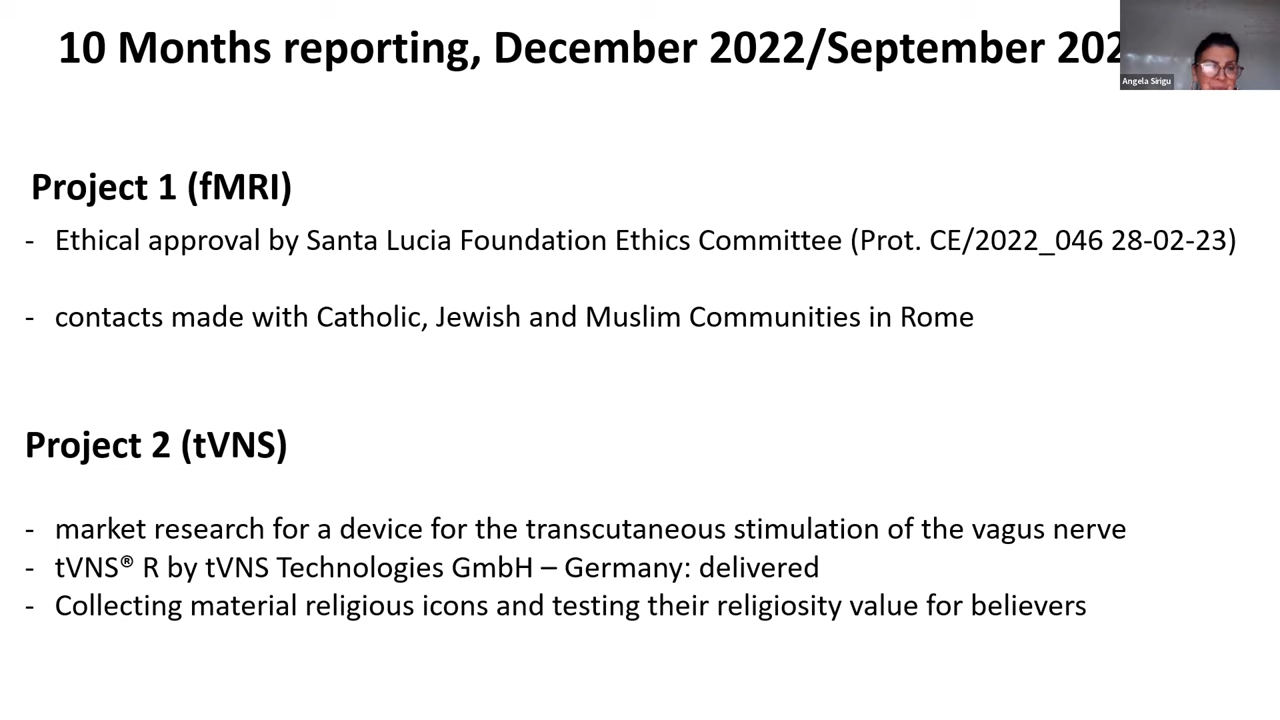 10 Months reporting, December 2022/September 202
Angela Sirigu
Project 1 (fMRI)
- Ethical approval by Santa Lucia Foundation Ethics Committee (Prot. CE/2022_046 28-02-23)
- contacts made with Catholic, Jewish and Muslim Communities in Rome
Project 2 (tVNS)
- market research for a device for the transcutaneous stimulation of the vagus nerve
- tVNS® R by tVNS Technologies GmbH – Germany: delivered
- Collecting material religious icons and testing their religiosity value for believers